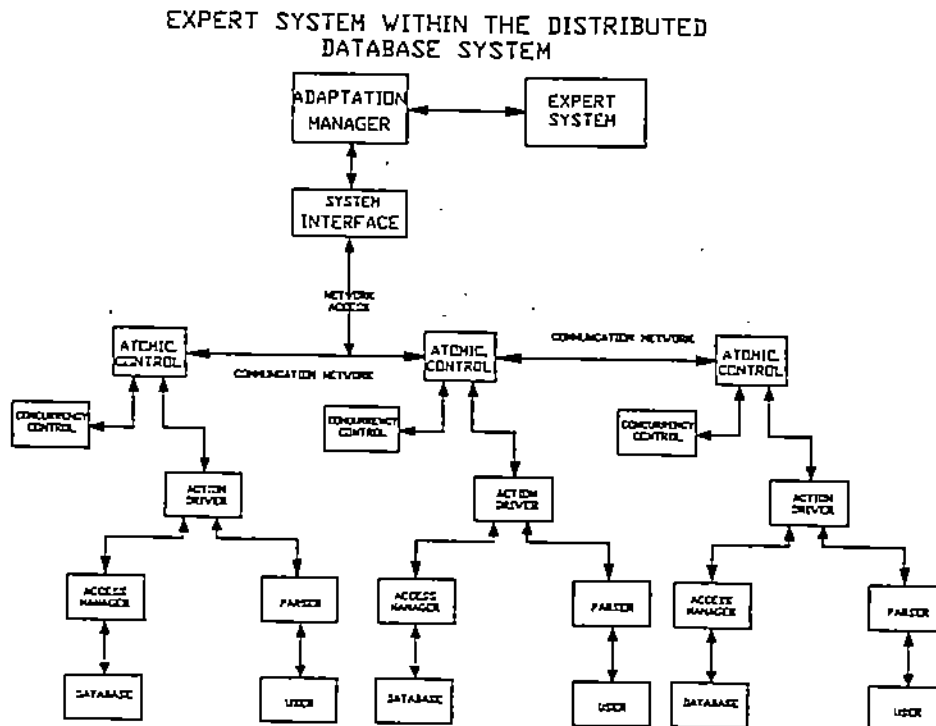 EXPERT SYSTEM WITHIN THE DISTRIBUTED
DATABASE SYSTEM
ADAPTATION
MANAGER
EXPERT
SYSTEM
SYSTEM
INTERFACE
NETWORK
ACCESS
ATOMIC
CONTROL
COMMUNCATION NETWORK
ATOMIC
CONTROL
COMMUNCATION NETWORK
ATOMIC
CONTROL
CONCURRENCY
CONTROL
CONCURRENCY
CONTROL
CONCURRENCY
CONTROL
ACTION
DRIVER
ACTION
DRIVER
ACTION
DRIVER
ACCESS
MANAGER
PARSER
ACCESS
MANAGER
PARSER
ACCESS
MANAGER
PARSER
DATABASE
USER
DATABASE
USER
DATABASE
USER